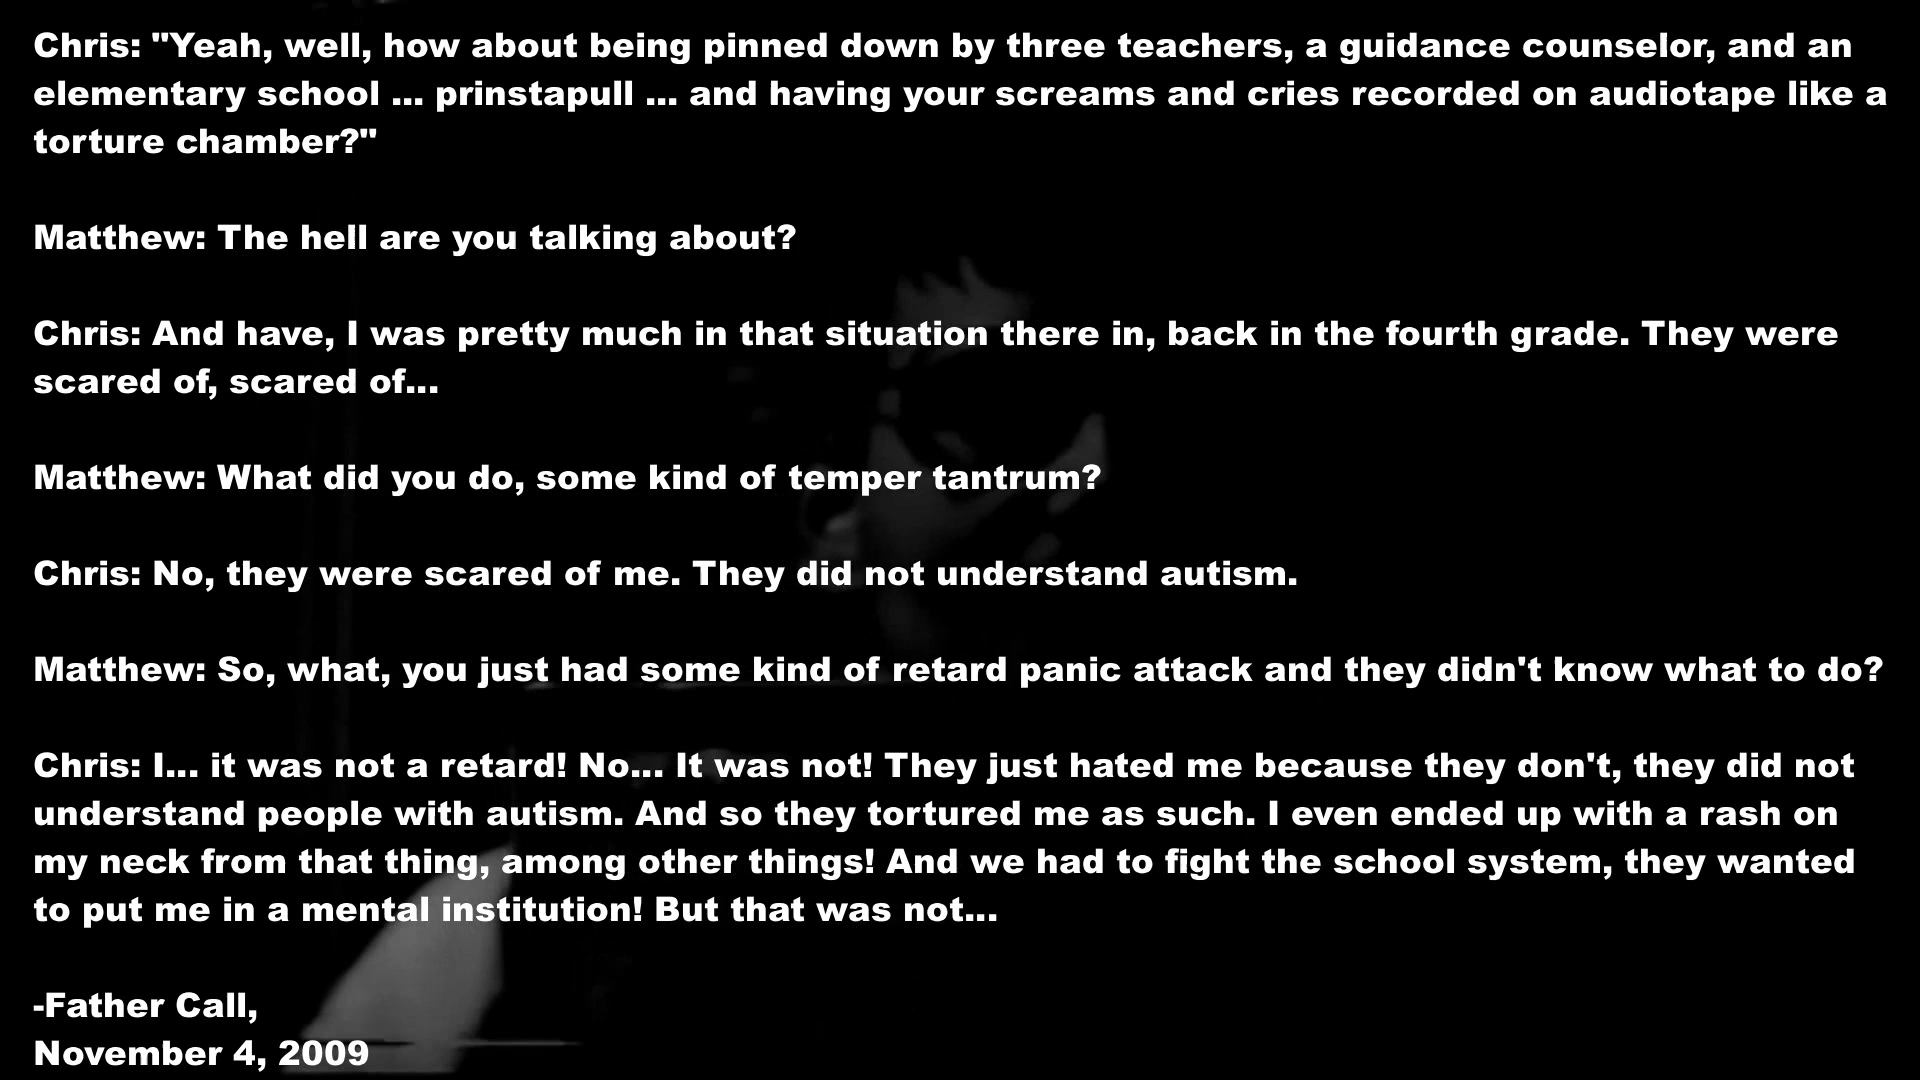 Chris: "Yeah, well, how about being pinned down by three teachers, a guidance counselor, and an
elementary school ... prinstapull ... and having your screams and cries recorded on audiotape like a
torture chamber?"
Matthew: The hell are you talking about?
Chris: And have, I was pretty much in that situation there in, back in the fourth grade. They were
scared of, scared of...
Matthew: What did you do, some kind of temper tantrum?
Chris: No, they were scared of me. They did not understand autism.
Matthew: So, what, you just had some kind of retard panic attack and they didn't know what to do?
Chris: I... it was not a retard! No... It was not! They just hated me because they don't, they did not
understand people with autism. And so they tortured me as such. I even ended up with a rash on
my neck from that thing, among other things! And we had to fight the school system, they wanted
to put me in a mental institution! But that was not...
-Father Call,
November 4, 2009